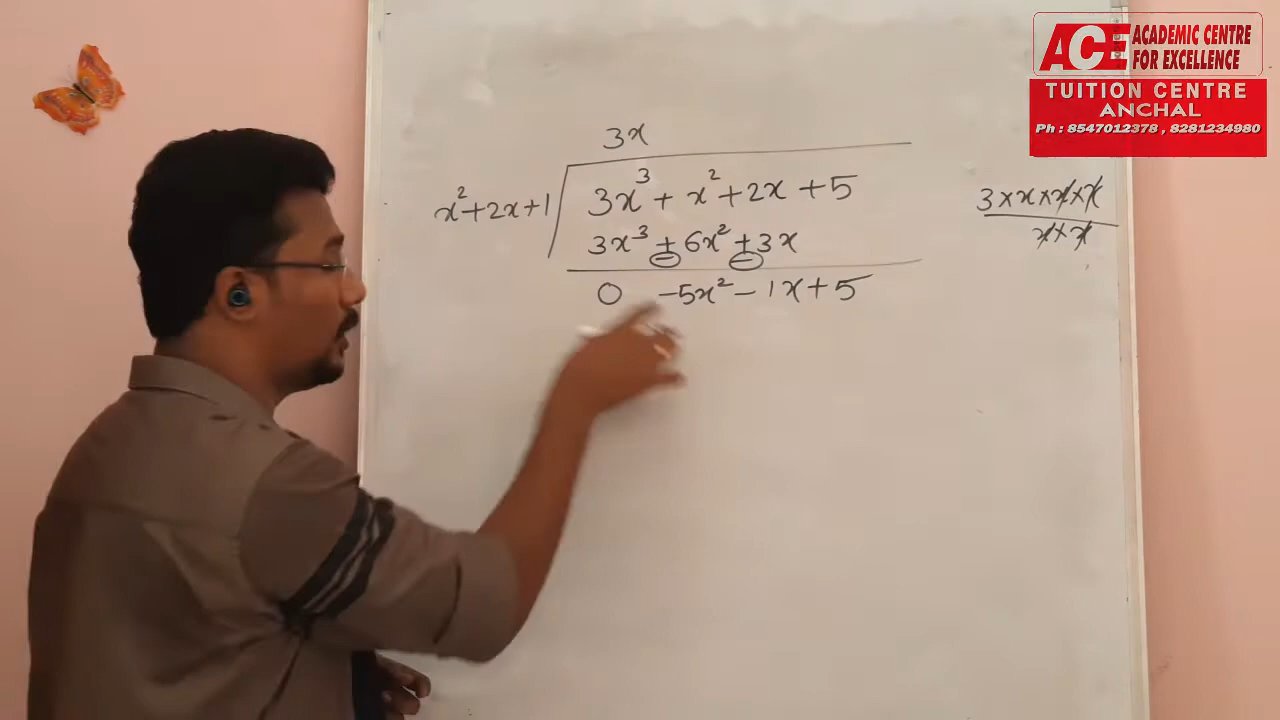 ACE ACADEMIC CENTRE
FOR EXCELLENCE
TUITION CENTRE
ANCHAL
Ph : 8547012378 , 8281234980
3x
x²+2x+1 3x³ + x² +2x +5
3x³ +6x² +3x
⊖ ⊖
0 -5x² - 1x + 5
3×x×x×x
x×x